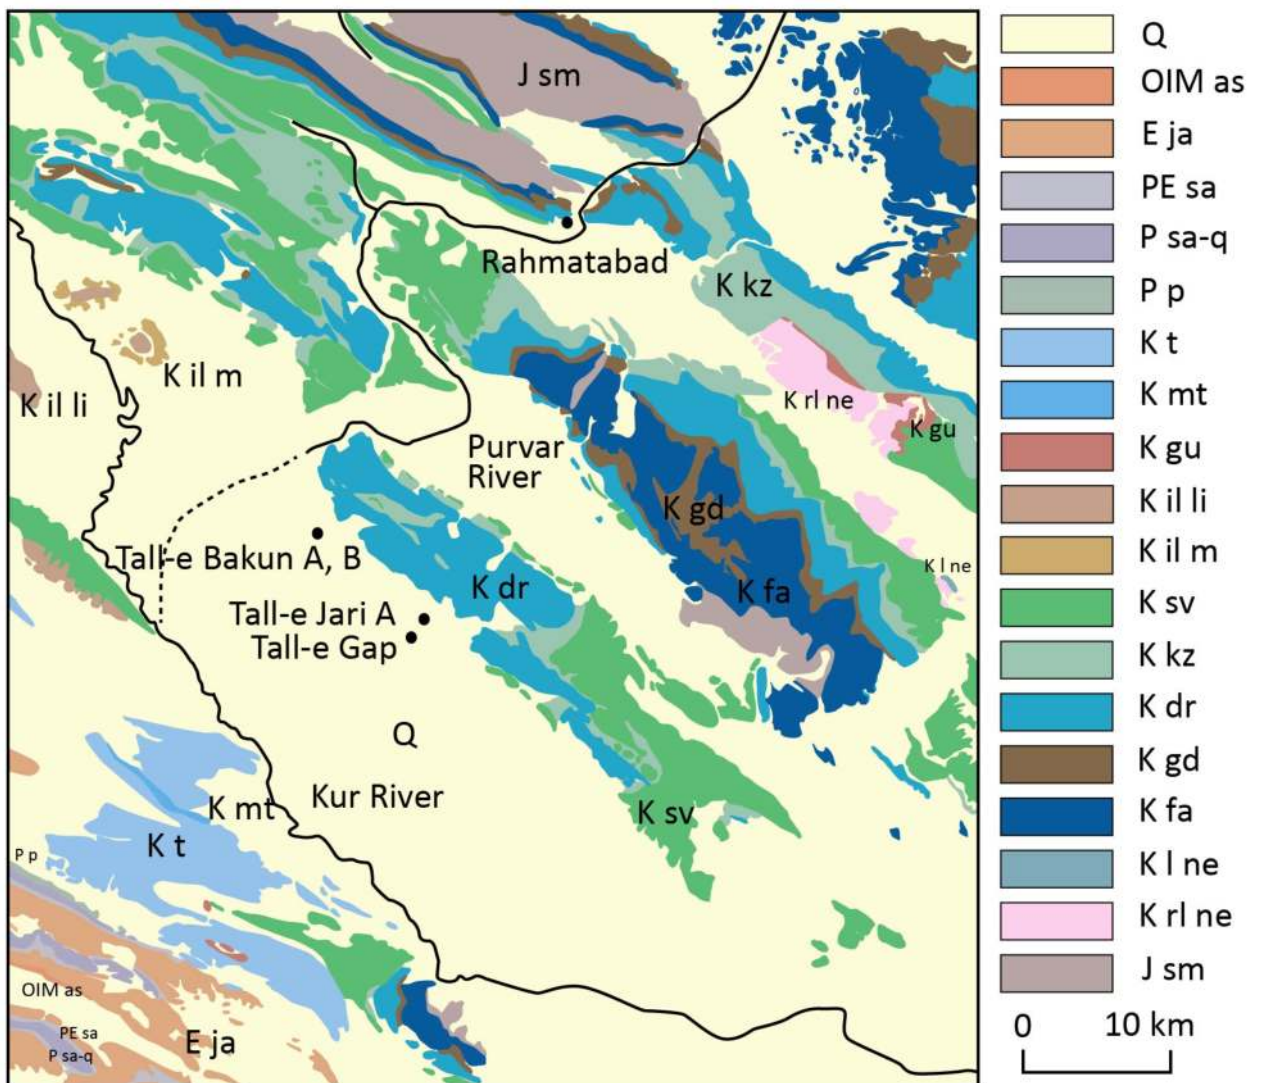 J sm
Rahmatabad
K kz
K il m
K il li
K rl ne
K gu
Purvar
River
K gd
Tall-e Bakun A, B
K dr
K fa
K l ne
Tall-e Jari A
Tall-e Gap
Q
Kur River
K mt
K sv
K t
P p
OIM as
PE sa
P sa-q
E ja
Q
OIM as
E ja
PE sa
P sa-q
P p
K t
K mt
K gu
K il li
K il m
K sv
K kz
K dr
K gd
K fa
K l ne
K rl ne
J sm
0 10 km